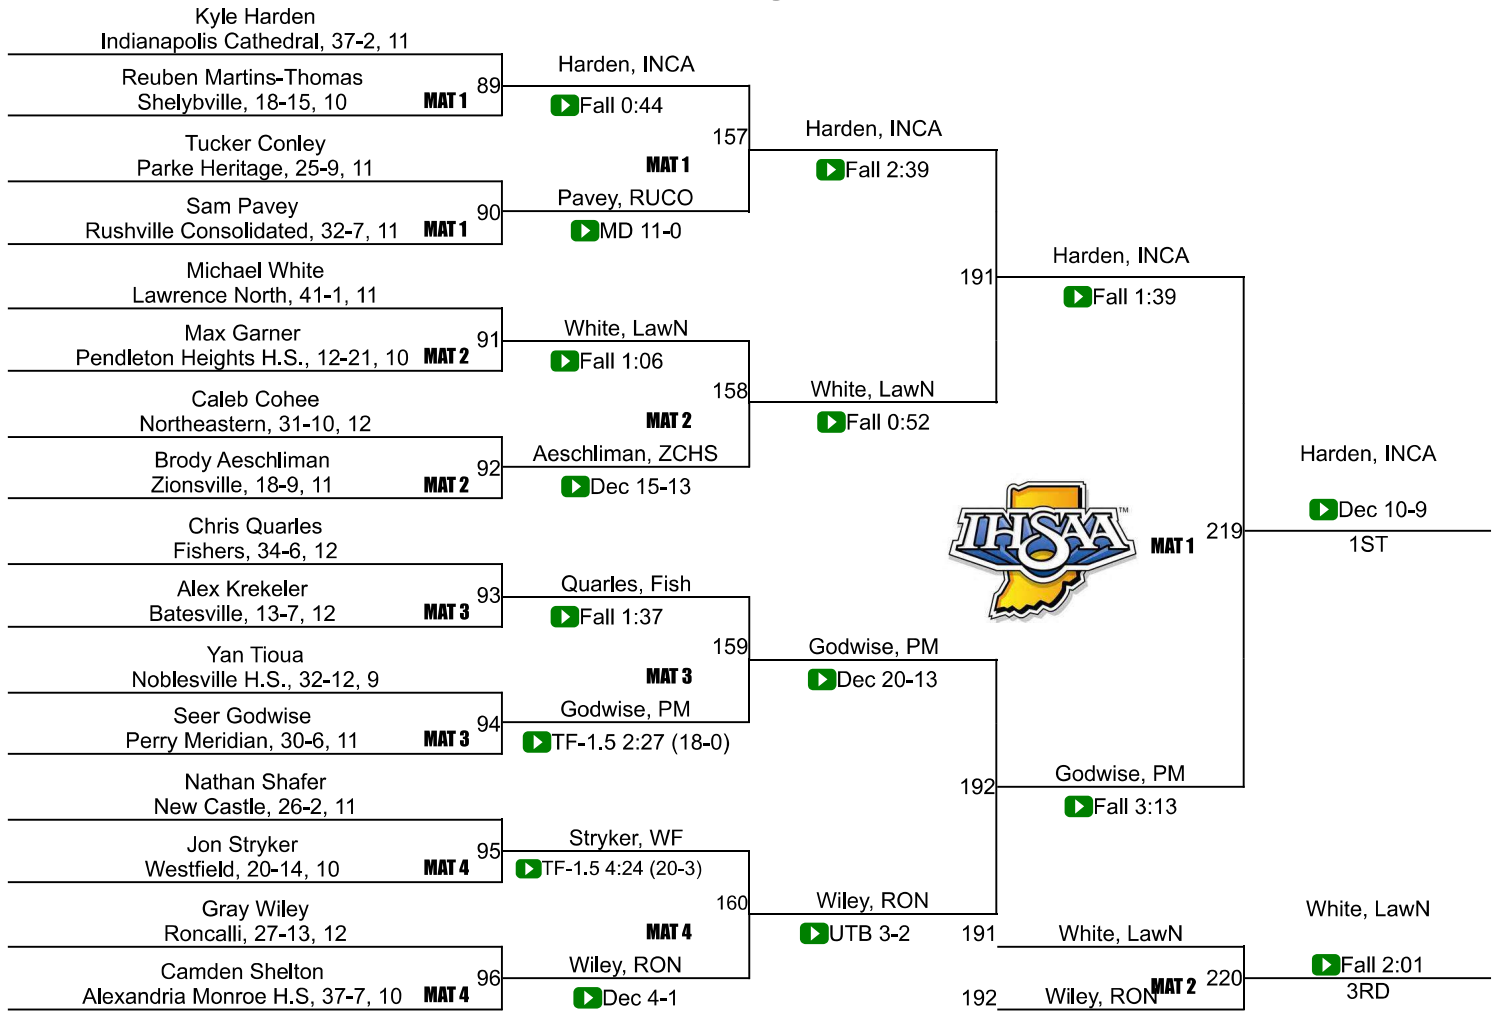 Kyle Harden
Indianapolis Cathedral, 37-2, 11
Reuben Martins-Thomas
Shelybville, 18-15, 10
MAT 1
89
Harden, INCA
Fall 0:44
Tucker Conley
Parke Heritage, 25-9, 11
Sam Pavey
Rushville Consolidated, 32-7, 11
MAT 1
90
Pavey, RUCO
MD 11-0
157
MAT 1
Harden, INCA
Fall 2:39
Michael White
Lawrence North, 41-1, 11
Max Garner
Pendleton Heights H.S., 12-21, 10
MAT 2
91
White, LawN
Fall 1:06
Caleb Cohee
Northeastern, 31-10, 12
Brody Aeschliman
Zionsville, 18-9, 11
MAT 2
92
Aeschliman, ZCHS
Dec 15-13
158
MAT 2
White, LawN
Fall 0:52
191
Harden, INCA
Fall 1:39
Chris Quarles
Fishers, 34-6, 12
Alex Krekeler
Batesville, 13-7, 12
MAT 3
93
Quarles, Fish
Fall 1:37
Yan Tioua
Noblesville H.S., 32-12, 9
Seer Godwise
Perry Meridian, 30-6, 11
MAT 3
94
Godwise, PM
TF-1.5 2:27 (18-0)
159
MAT 3
Godwise, PM
Dec 20-13
Nathan Shafer
New Castle, 26-2, 11
Jon Stryker
Westfield, 20-14, 10
MAT 4
95
Stryker, WF
TF-1.5 4:24 (20-3)
Gray Wiley
Roncalli, 27-13, 12
Camden Shelton
Alexandria Monroe H.S, 37-7, 10
MAT 4
96
Wiley, RON
Dec 4-1
160
MAT 4
Wiley, RON
UTB 3-2
192
Godwise, PM
Fall 3:13
IHSAA™
MAT 1
219
Harden, INCA
Dec 10-9
1ST
191
White, LawN
192
Wiley, RON
MAT 2
220
White, LawN
Fall 2:01
3RD